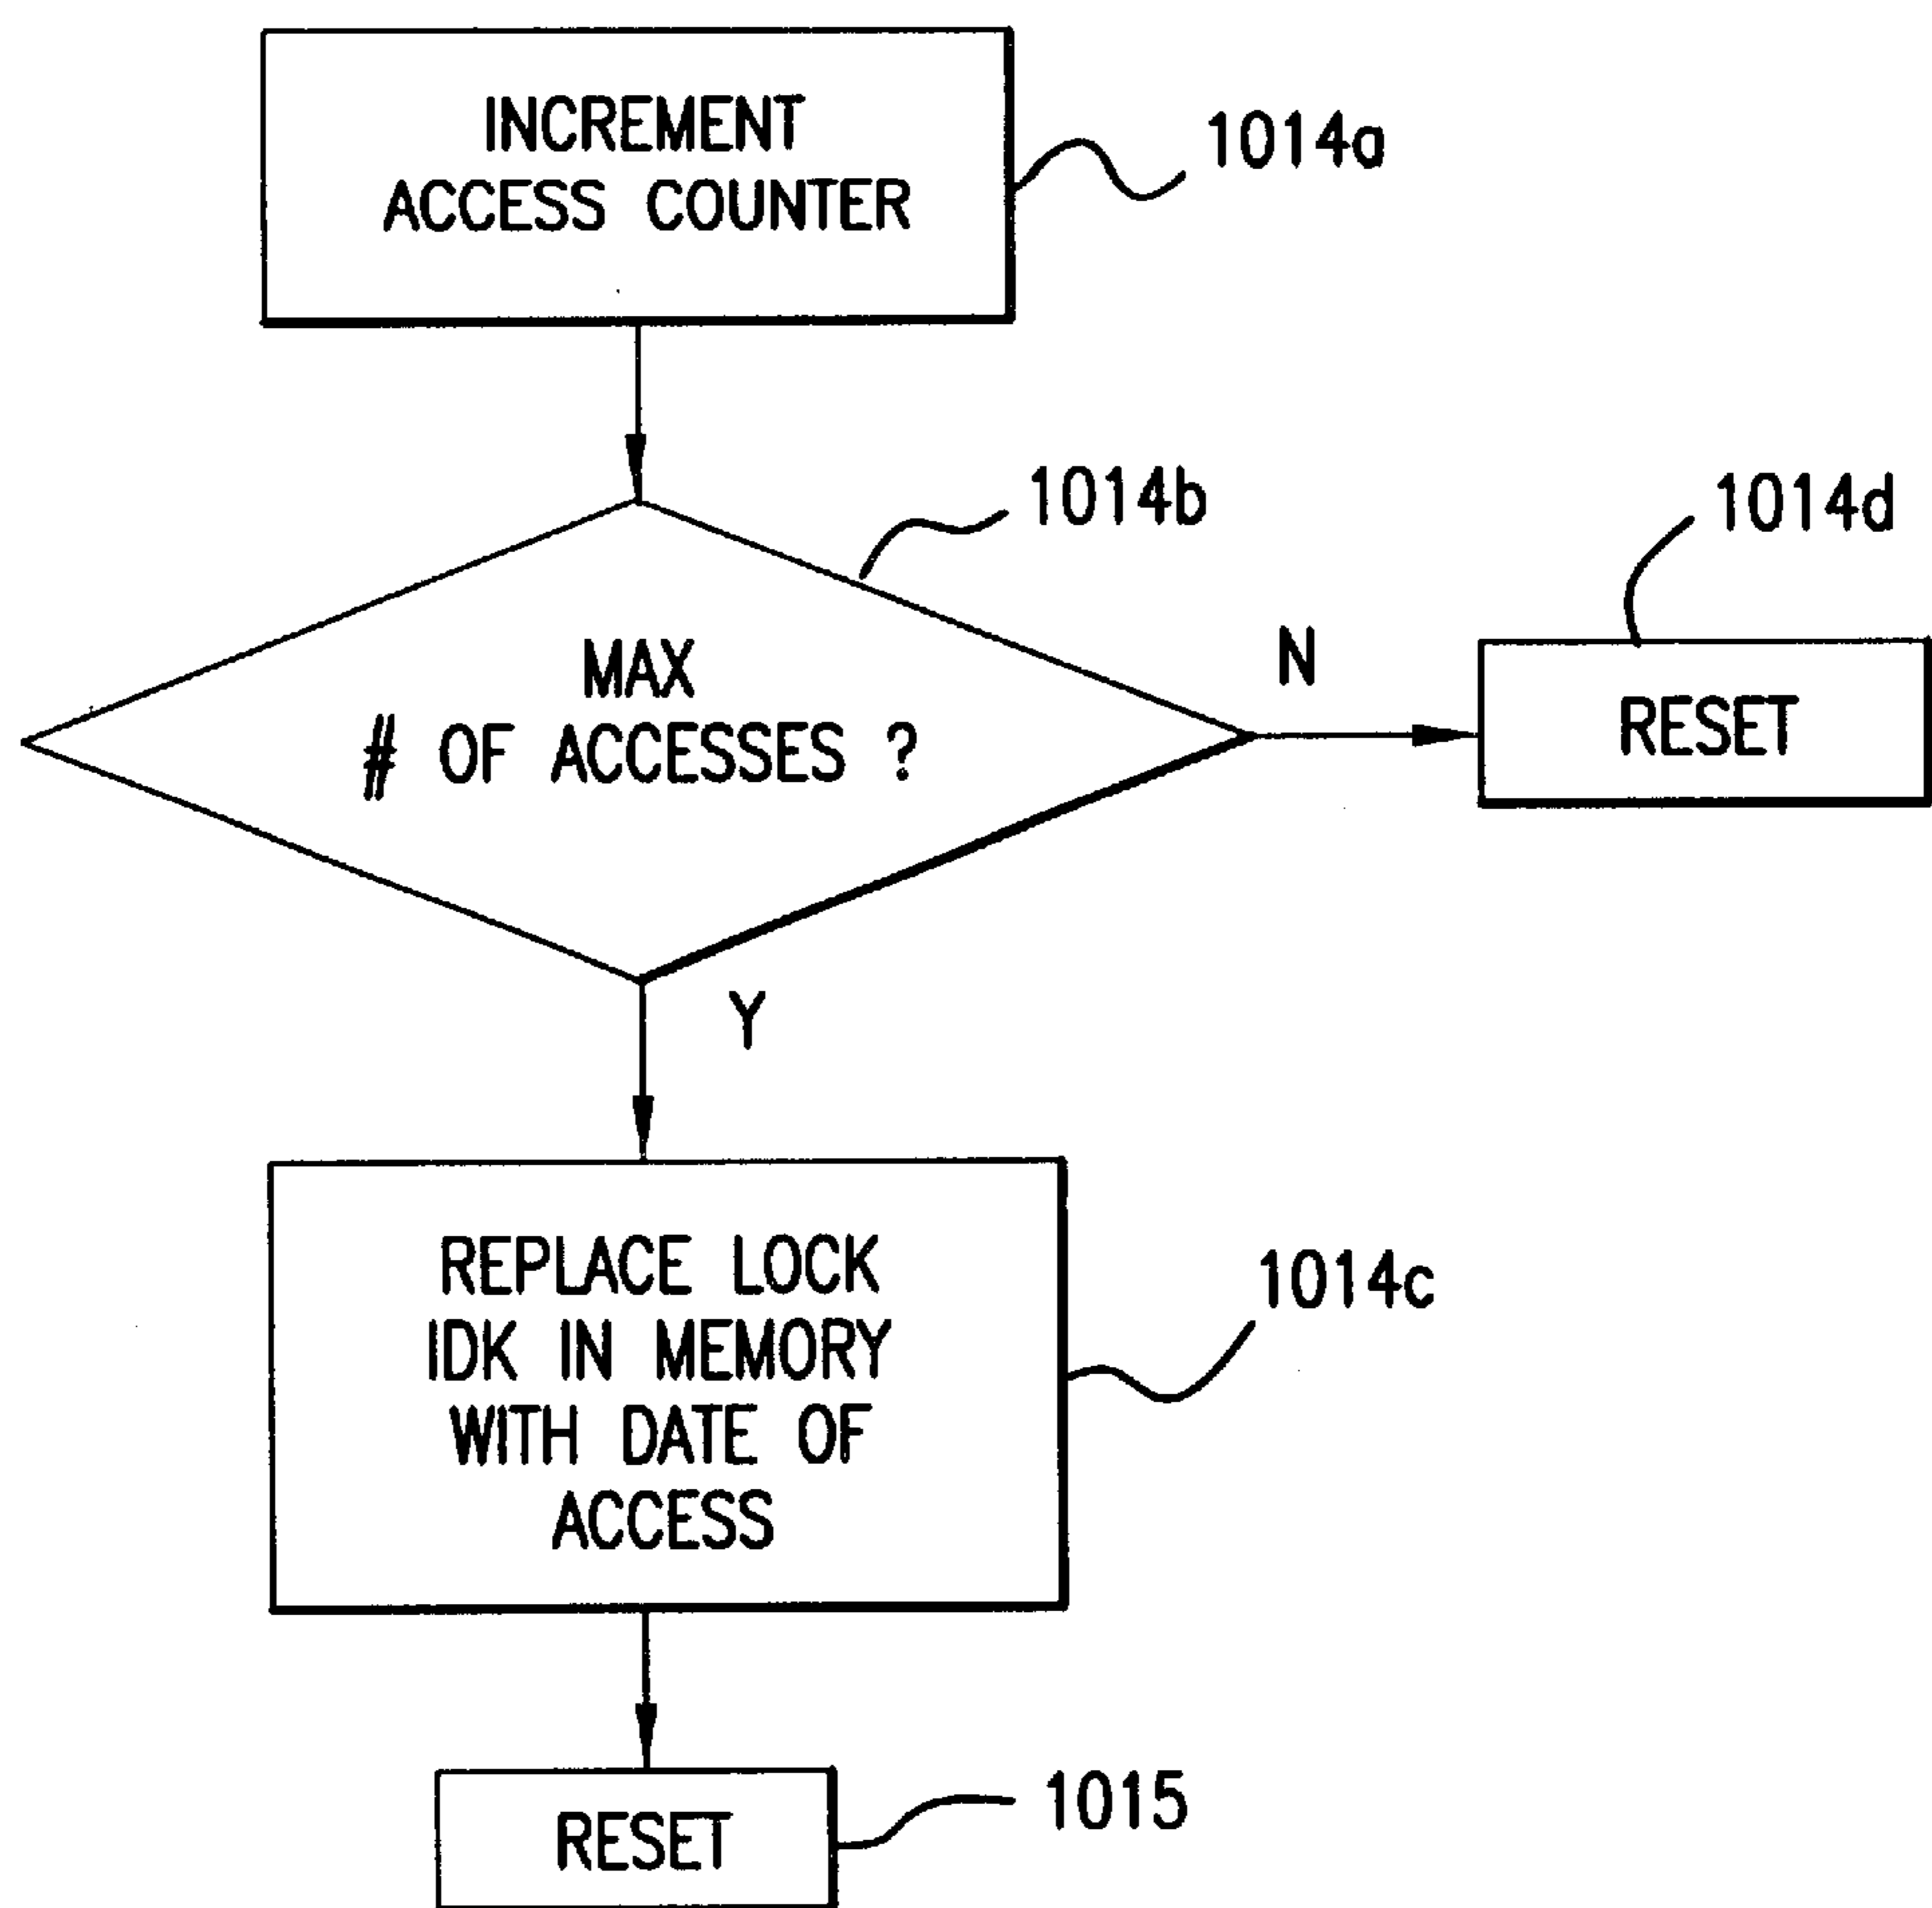 INCREMENT
ACCESS COUNTER
1014a
1014b
MAX
# OF ACCESSES ?
N
1014d
RESET
Y
REPLACE LOCK
IDK IN MEMORY
WITH DATE OF
ACCESS
1014c
RESET
1015